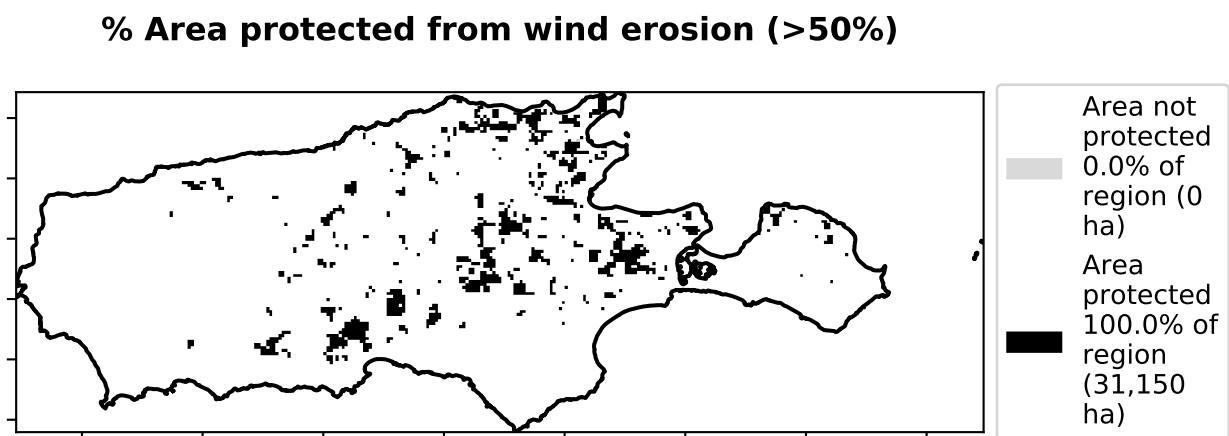 % Area protected from wind erosion (>50%)
Area not
protected
0.0% of
region (0
ha)
Area
protected
100.0% of
region
(31,150
ha)